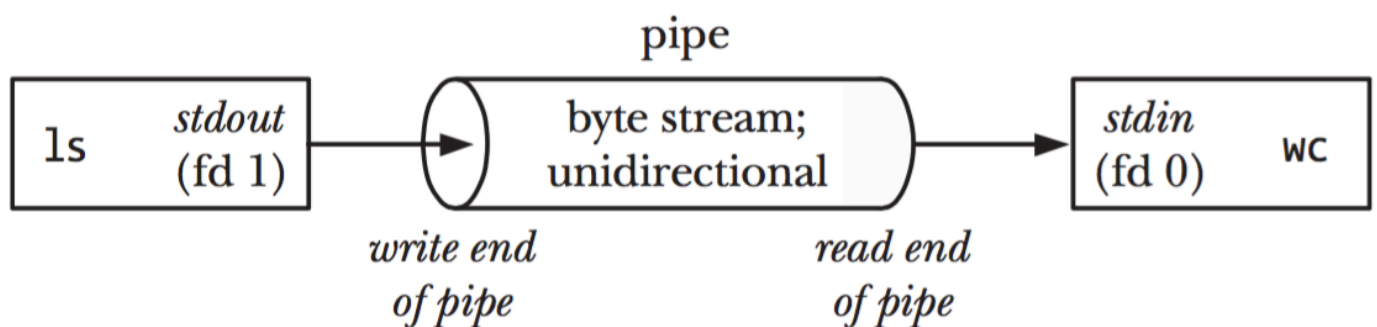 pipe
ls
stdout
(fd 1)
byte stream;
unidirectional
stdin
(fd 0)
wc
write end
of pipe
read end
of pipe